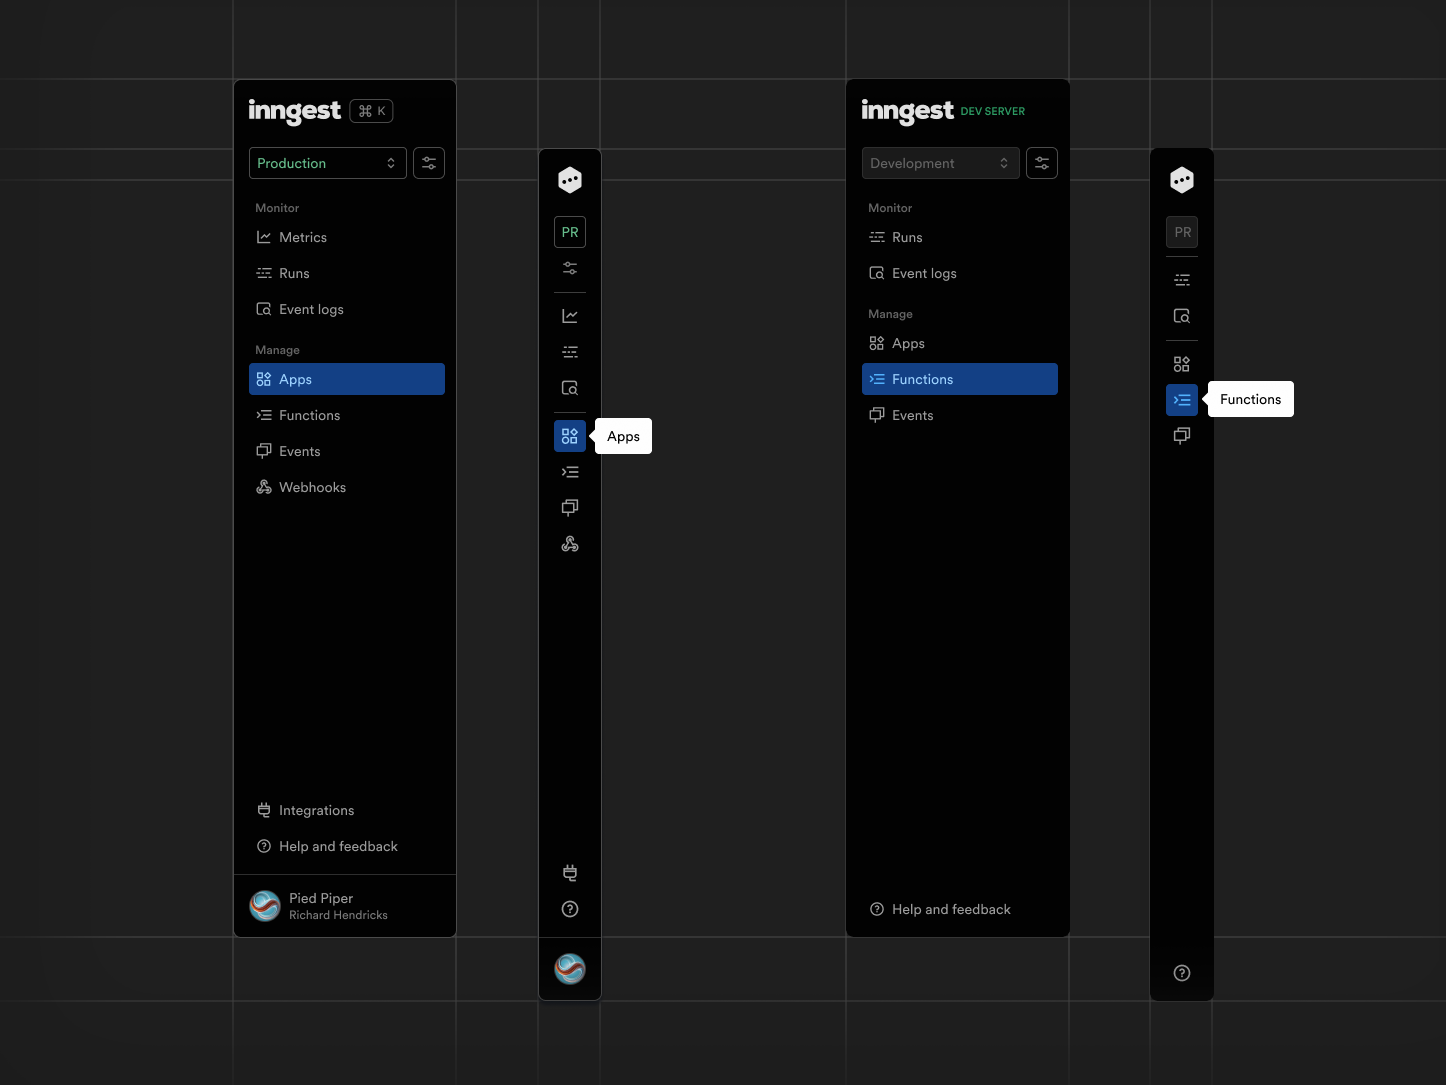 inngest ⌘ K
Production
Monitor
Metrics
Runs
Event logs
Manage
Apps
Functions
Events
Webhooks
Integrations
Help and feedback
Pied Piper
Richard Hendricks
PR
Apps
inngest DEV SERVER
Development
Monitor
Runs
Event logs
Manage
Apps
Functions
Events
Help and feedback
PR
Functions